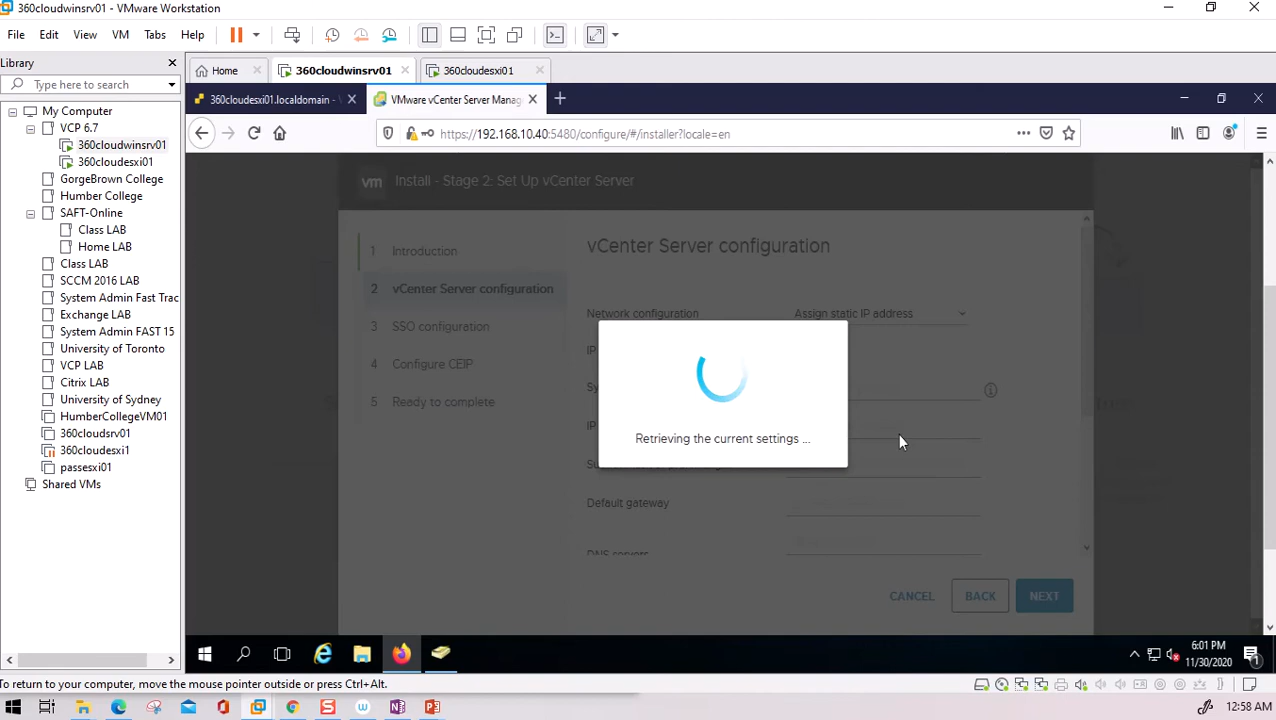 360cloudwinsrv01 - VMware Workstation
File Edit View VM Tabs Help
Library
Type here to search
My Computer
VCP 6.7
360cloudwinsrv01
360cloudesxi01
GorgeBrown College
Humber College
SAFT-Online
Class LAB
Home LAB
Class LAB
SCCM 2016 LAB
System Admin Fast Trac
Exchange LAB
System Admin FAST 15
University of Toronto
VCP LAB
Citrix LAB
University of Sydney
HumberCollegeVM01
360cloudsrv01
360cloudesxi1
passesxi01
Shared VMs
Home 360cloudwinsrv01 360cloudesxi01
360cloudesxi01.localdomain - VMware vCenter Server Manag
https://192.168.10.40:5480/configure/#/installer?locale=en
vm Install - Stage 2: Set Up vCenter Server
1 Introduction
2 vCenter Server configuration
3 SSO configuration
4 Configure CEIP
5 Ready to complete
vCenter Server configuration
Network configuration Assign static IP address
IP
Sy
IP
Default gateway
DNS servers
Retrieving the current settings ...
CANCEL BACK NEXT
6:01 PM
11/30/2020
1
To return to your computer, move the mouse pointer outside or press Ctrl+Alt.
12:58 AM